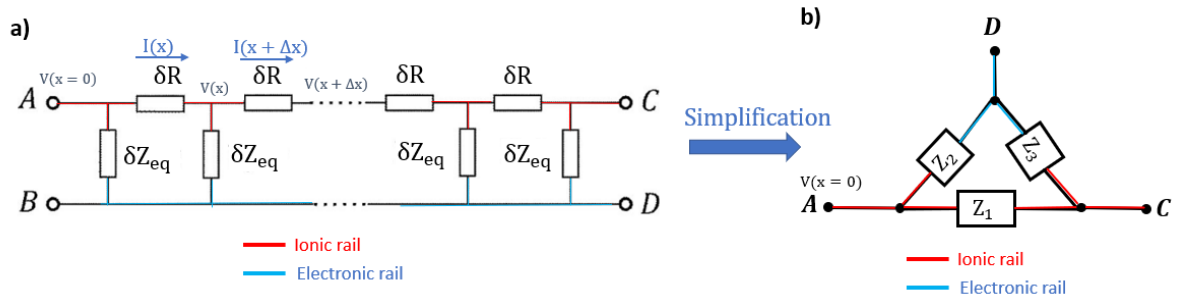 a)
I(x)
I(x + Δx)
V(x = 0)
δR
V(x)
δR
V(x + Δx)
δR
δR
A
C
δZeq
δZeq
δZeq
δZeq
B
D
Ionic rail
Electronic rail
Simplification
b)
D
Z2
Z3
V(x = 0)
A
Z1
C
Ionic rail
Electronic rail